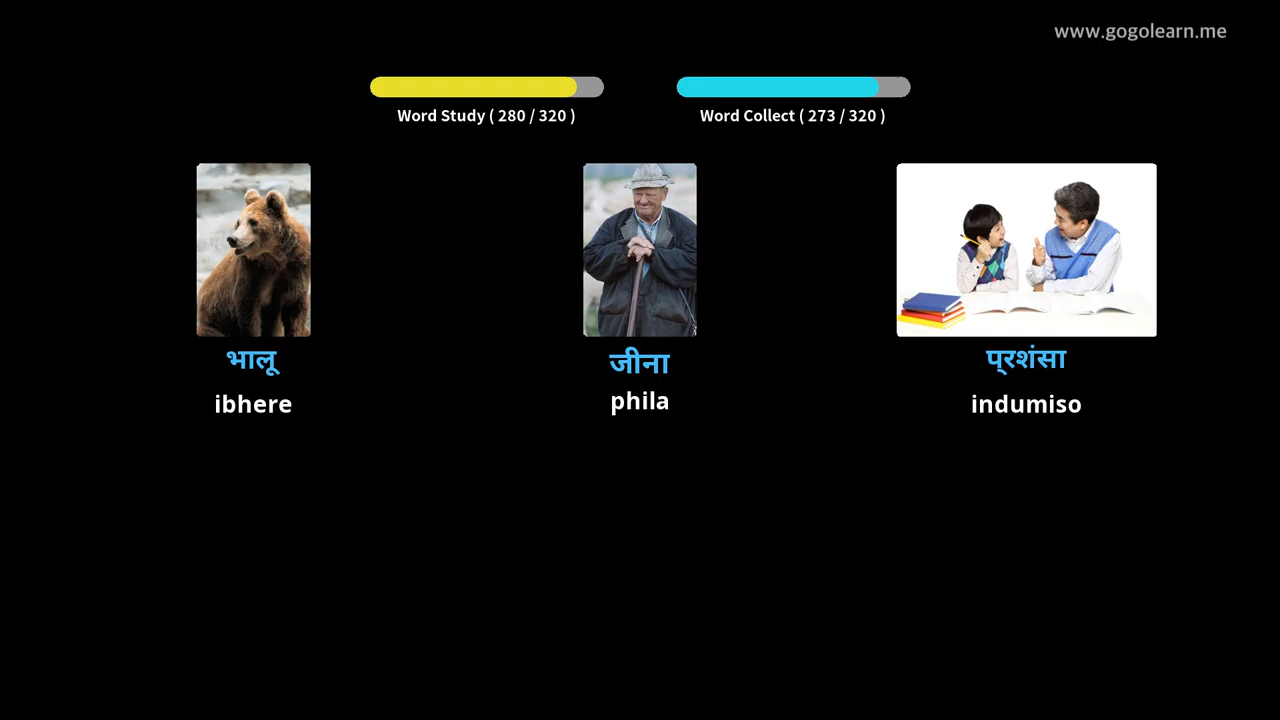 www.gogolearn.me
Word Study ( 280 / 320 )
Word Collect ( 273 / 320 )
भालू
जीना
प्रशंसा
ibhere
phila
indumiso